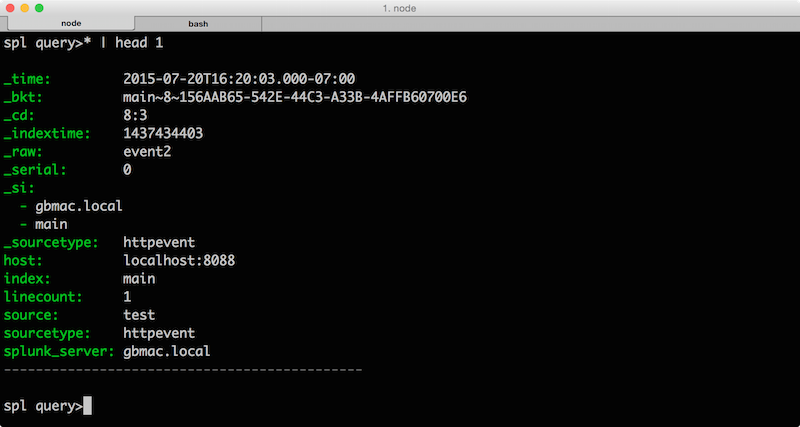 1. node
node bash
spl query>* | head 1
_time: 2015-07-20T16:20:03.000-07:00
_bkt: main~8~156AAB65-542E-44C3-A33B-4AFFB60700E6
_cd: 8:3
_indextime: 1437434403
_raw: event2
_serial: 0
_si:
- gbmac.local
- main
_sourcetype: httpevent
host: localhost:8088
index: main
linecount: 1
source: test
sourcetype: httpevent
splunk_server: gbmac.local
---------------------------------------------
spl query>